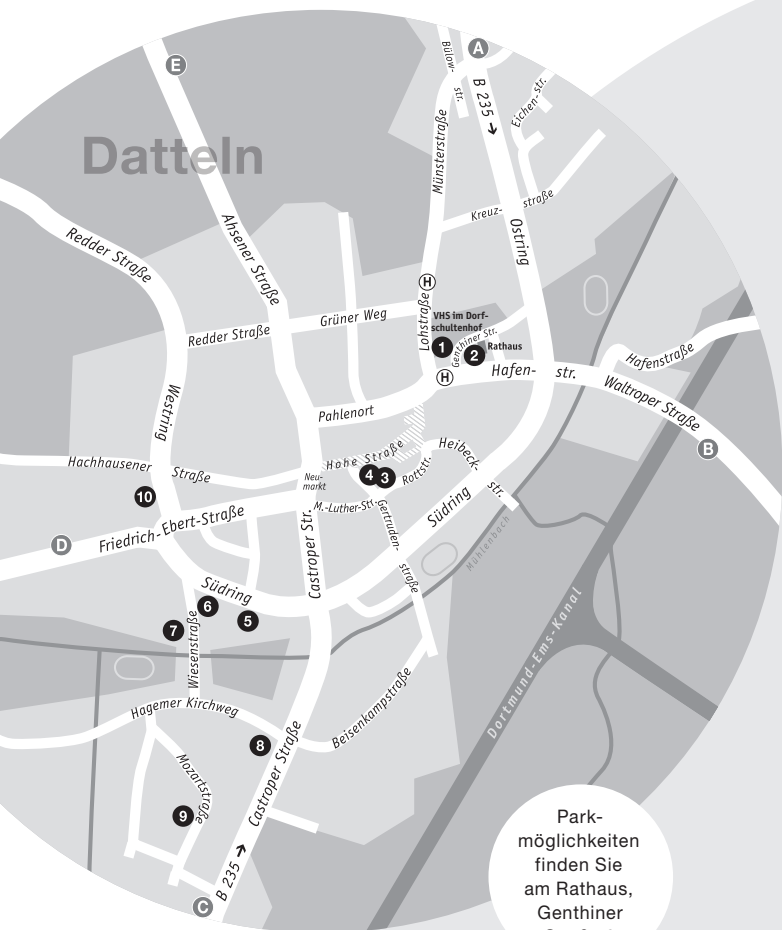 E
A
Bülow-
str.
B 235 →
Eichen-str.
Datteln
Münsterstraße
Kreuz- straße
Ostring
Redder Straße
Ahsener Straße
H
Lohstraße
VHS im Dorf-
schultenhof
Genthiner Str.
Rathaus
1
2
H
Redder Straße
Grüner Weg
Hafen- str.
Hafenstraße
Waltroper Straße
B
Westring
Pahlenort
Hohe Straße
Heibeck-
str.
Hachhausener Straße
Neu-
markt
4
3
Rottstr.
10
M.-Luther-Str.
Gertruden-
straße
Südring
Mühlenbach
D
Friedrich-Ebert-Straße
Castroper Str.
Südring
6
5
7
Wiesenstraße
Dortmund-Ems-Kanal
Hagemer Kirchweg
Beisenkampstraße
8
Castroper Straße
Mozartstraße
9
B 235 →
C
Park-
möglichkeiten
finden Sie
am Rathaus,
Genthiner